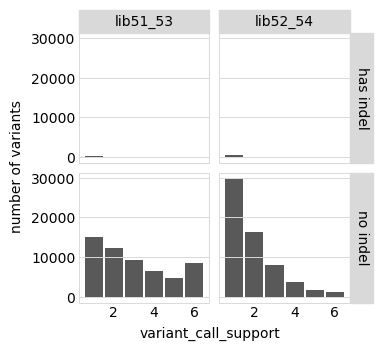 lib51_53
lib52_54
30000
20000
10000
0
has indel
30000
20000
10000
0
no indel
2
4
6
2
4
6
number of variants
variant_call_support